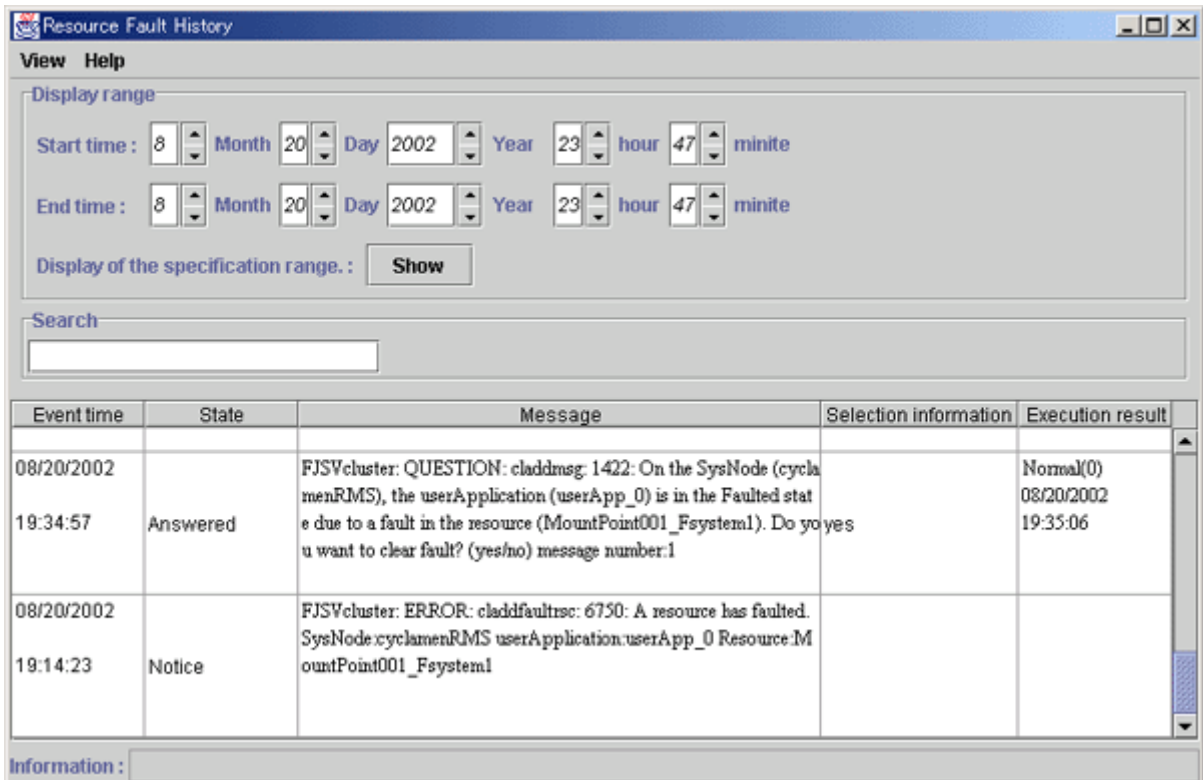 Resource Fault History
View Help
Display range
Start time : 8 Month 20 Day 2002 Year 23 hour 47 minite
End time : 8 Month 20 Day 2002 Year 23 hour 47 minite
Display of the specification range. : Show
Search
Event time State Message Selection information Execution result
08/20/2002 FJSVcluster: QUESTION: claddmsg: 1422: On the SysNode (cycla Normal(0)
menRMS), the userApplication (userApp_0) is in the Faulted stat 08/20/2002
19:34:57 Answered e due to a fault in the resource (MountPoint001_Fsystem1). Do yo yes 19:35:06
u want to clear fault? (yes/no) message number:1
08/20/2002 FJSVcluster: ERROR: claddfaultrsc: 6750: A resource has faulted.
SysNode:cyclamenRMS userApplication:userApp_0 Resource:M
19:14:23 Notice ountPoint001_Fsystem1
Information :